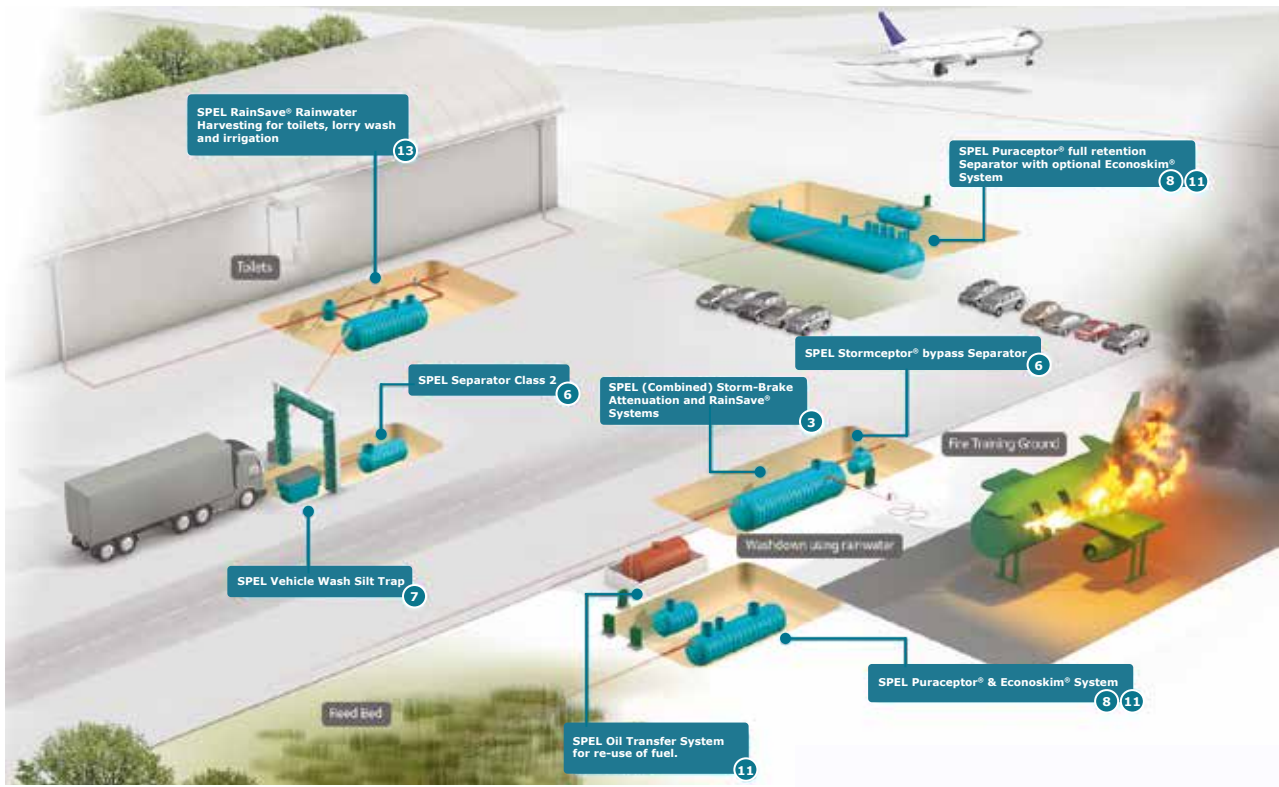 SPEL RainSave® Rainwater
Harvesting for toilets, lorry wash
and irrigation
13
SPEL Puraceptor® full retention
Separator with optional Econoskim®
System
8 11
Toilets
SPEL Stormceptor® bypass Separator
6
SPEL Separator Class 2
6
SPEL (Combined) Storm-Brake
Attenuation and RainSave®
Systems
3
Fire Training Ground
Washdown using rainwater
SPEL Vehicle Wash Silt Trap
7
SPEL Puraceptor® & Econoskim® System
8 11
Reed Bed
SPEL Oil Transfer System
for re-use of fuel.
11